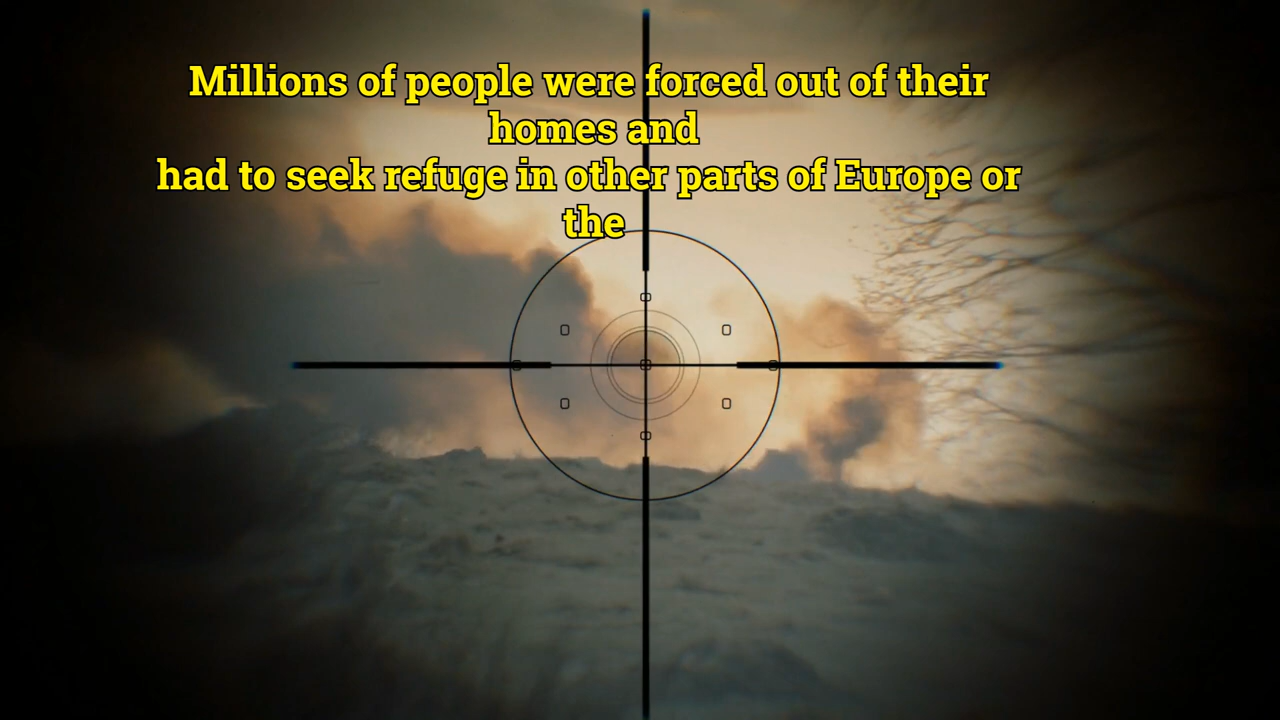 Millions of people were forced out of their
homes and
had to seek refuge in other parts of Europe or
the